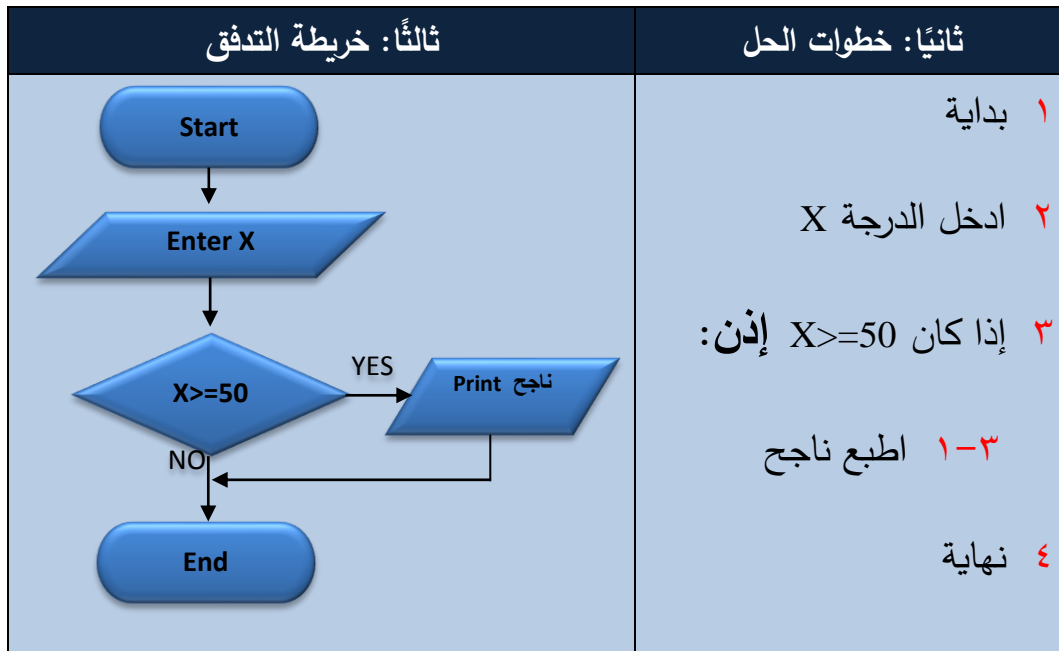 ثانيًا: خطوات الحل
١ بداية
٢ ادخل الدرجة X
٣ إذا كان X>=50 إذن:
٣-١ اطبع ناجح
٤ نهاية
ثالثًا: خريطة التدفق
Start
Enter X
X>=50
YES
Print ناجح
NO
End